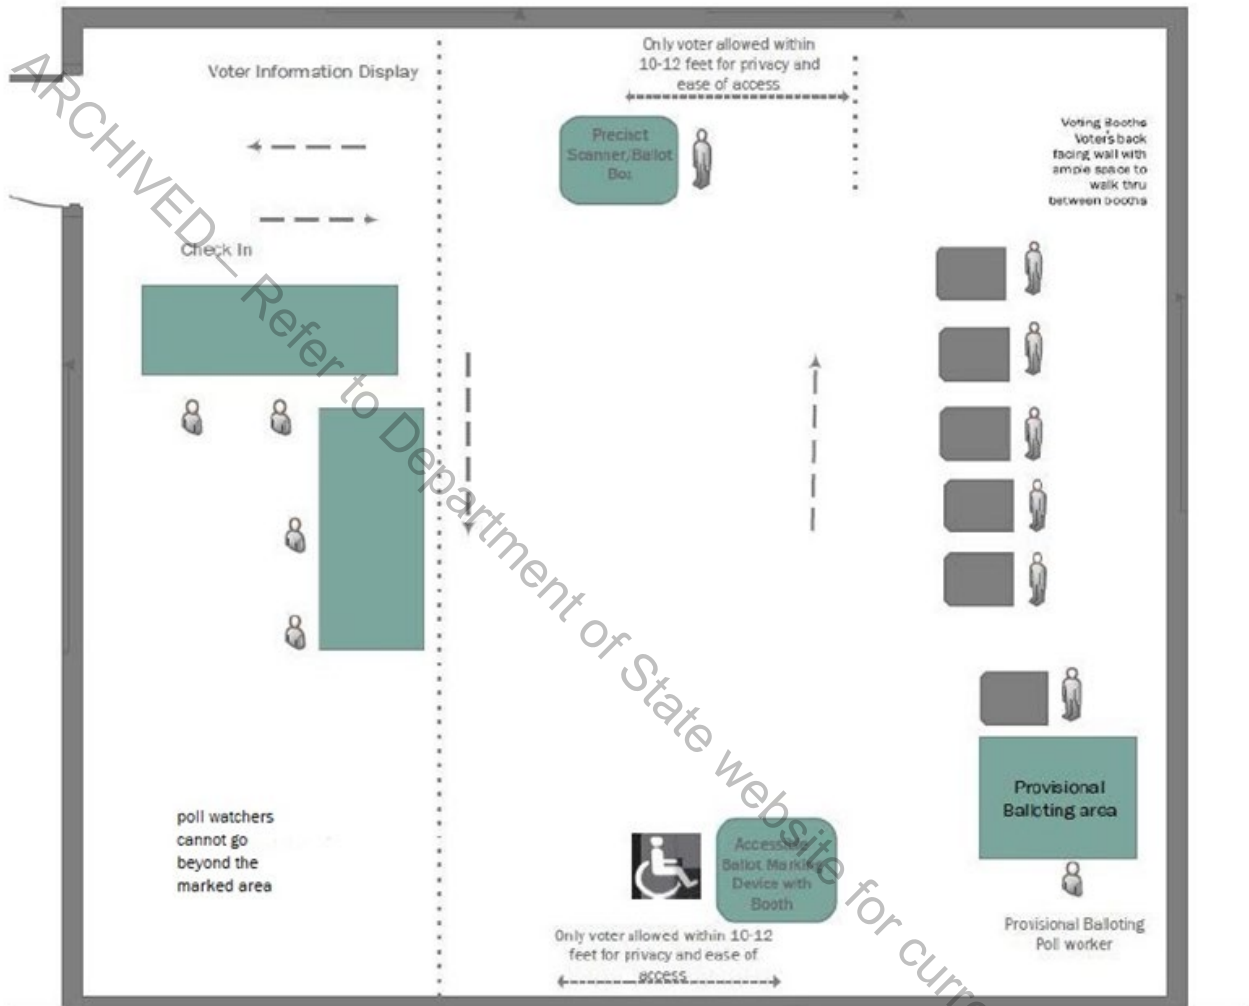 Voter Information Display
Only voter allowed within
10-12 feet for privacy and
ease of access
Precinct
Scanner/Ballot
Box
Voting Booths
Voter's back
facing wall with
ample space to
walk thru
between booths
Check In
ARCHIVED – Refer to Department of State website for curre
poll watchers
cannot go
beyond the
marked area
Accessible
Ballot Marking
Device with
Booth
Only voter allowed within 10-12
feet for privacy and ease of
access
Provisional
Balloting area
Provisional Balloting
Poll worker